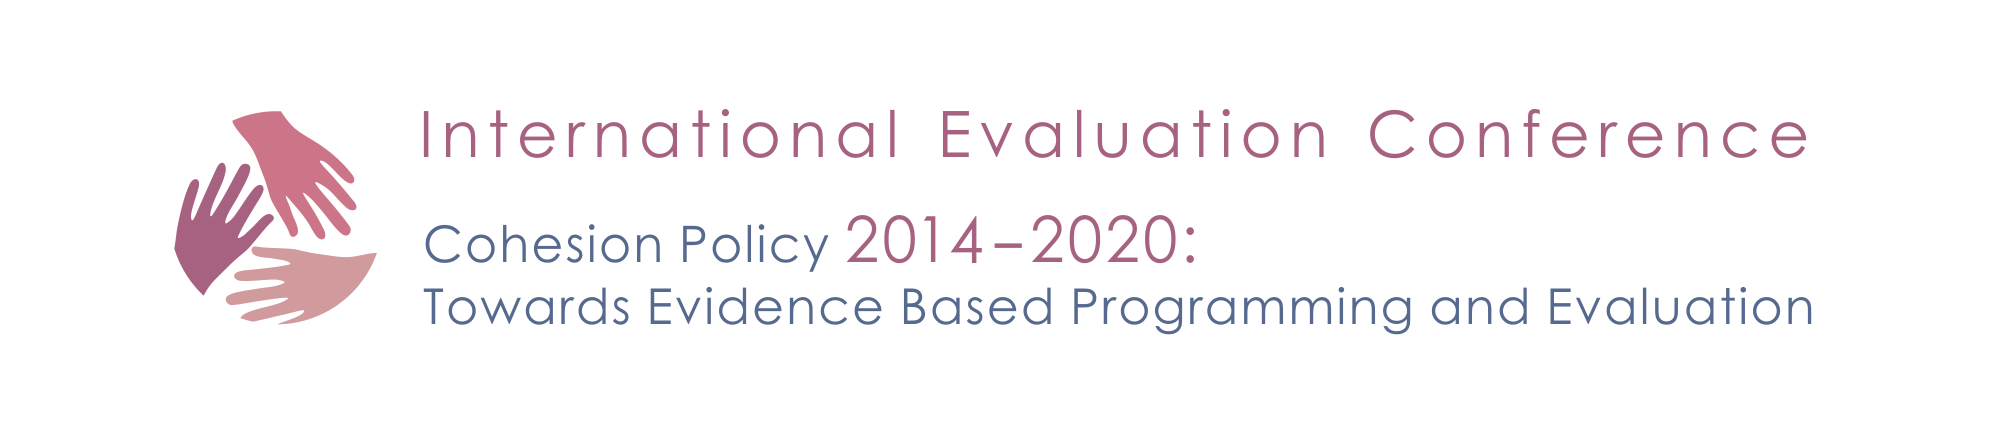 International Evaluation Conference
Cohesion Policy 2014–2020:
Towards Evidence Based Programming and Evaluation